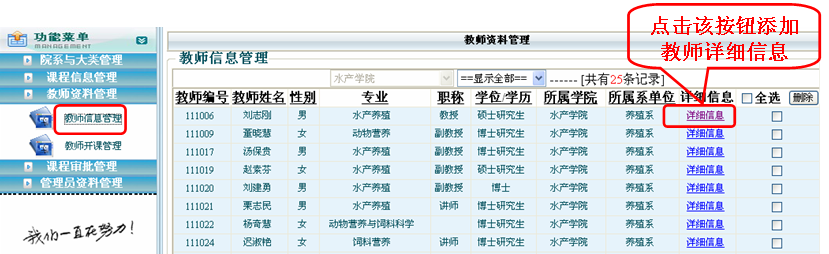 功能菜单
MANAGEMENT
院系与大类管理
课程信息管理
教师资料管理
教师信息管理
教师开课管理
课程审批管理
管理员资料管理
我们一直在努力!
点击该按钮添加
教师详细信息
教师资料管理
教师信息管理
水产学院 ==显示全部== ------ [共有25条记录]
教师编号 教师姓名 性别 专业 职称 学位/学历 所属学院 所属系单位 详细信息 全选 删除
111006 刘志刚 男 水产养殖 教授 硕士研究生 水产学院 养殖系 详细信息
111009 董晓慧 女 动物营养 副教授 博士研究生 水产学院 养殖系 详细信息
111017 汤保贵 男 水产养殖 副教授 硕士研究生 水产学院 养殖系 详细信息
111019 赵素芬 女 水产养殖 副教授 硕士研究生 水产学院 养殖系 详细信息
111020 刘建勇 男 水产养殖 副教授 博士 水产学院 养殖系 详细信息
111021 栗志民 男 水产养殖 讲师 博士研究生 水产学院 养殖系 详细信息
111022 杨奇慧 女 动物营养与饲料科学 博士研究生 水产学院 养殖系 详细信息
111024 迟淑艳 女 饲料营养 讲师 博士研究生 水产学院 养殖系 详细信息